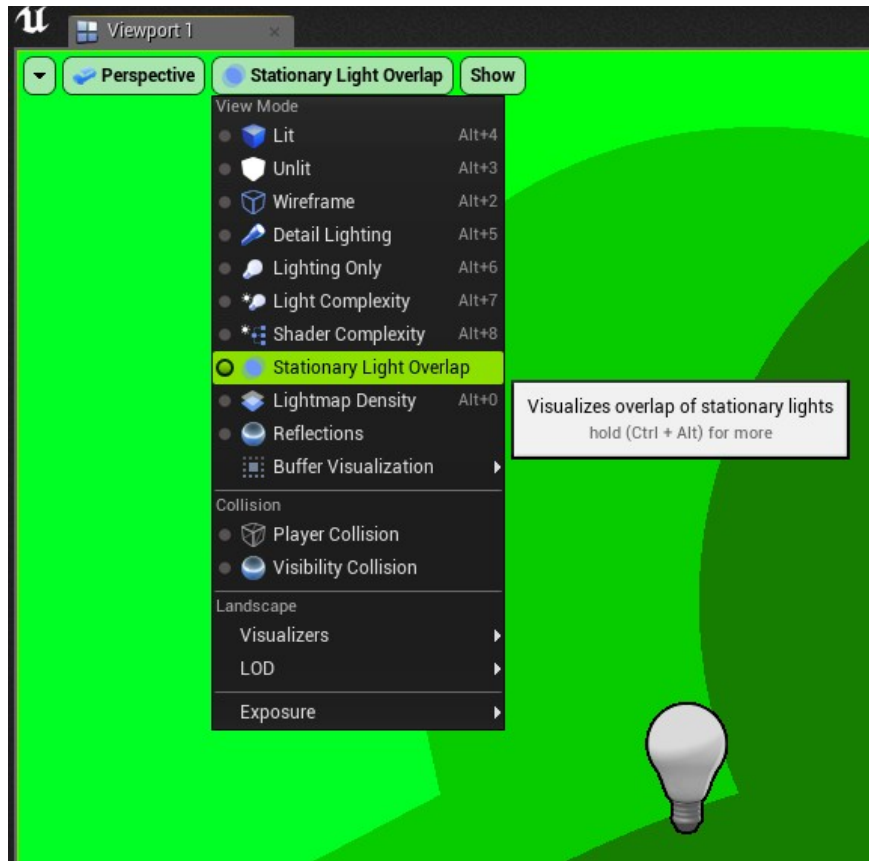 Viewport 1
Perspective Stationary Light Overlap Show
View Mode
Lit Alt+4
Unlit Alt+3
Wireframe Alt+2
Detail Lighting Alt+5
Lighting Only Alt+6
Light Complexity Alt+7
Shader Complexity Alt+8
Stationary Light Overlap
Lightmap Density Alt+0
Visualizes overlap of stationary lights
hold (Ctrl + Alt) for more
Reflections
Buffer Visualization
Collision
Player Collision
Visibility Collision
Landscape
Visualizers
LOD
Exposure